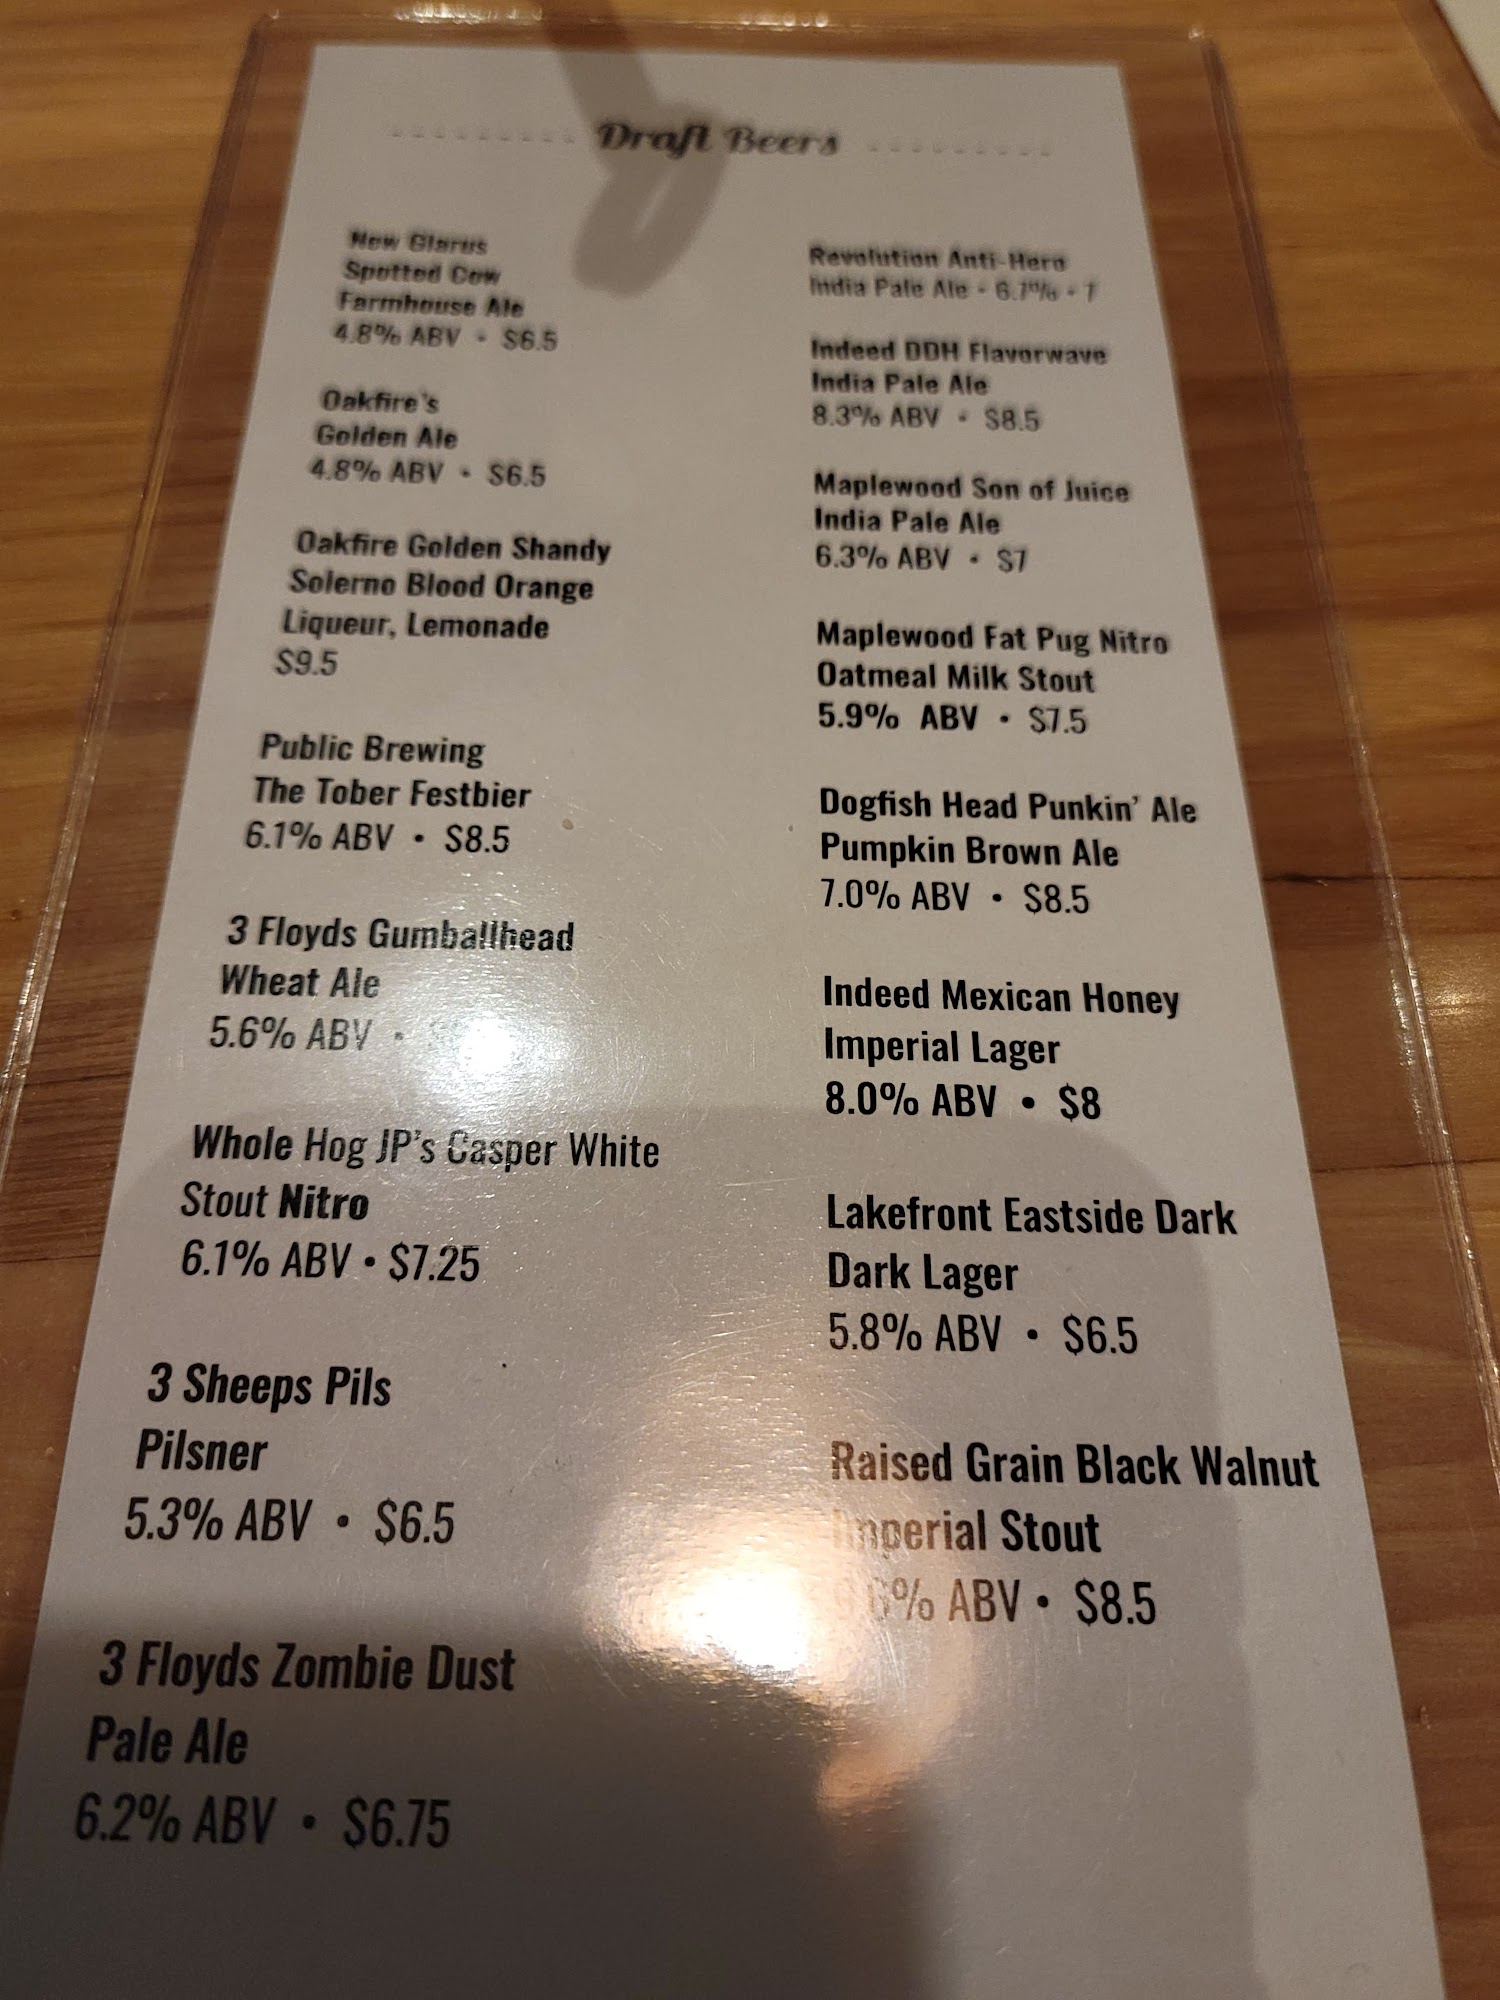 Draft Beers
New Glarus
Spotted Cow
Farmhouse Ale
4.8% ABV • $6.5
Oakfire's
Golden Ale
4.8% ABV • $6.5
Oakfire Golden Shandy
Solerno Blood Orange
Liqueur, Lemonade
$9.5
Public Brewing
The Tober Festbier
6.1% ABV • $8.5
3 Floyds Gumballhead
Wheat Ale
5.6% ABV •
Whole Hog JP's Casper White
Stout Nitro
6.1% ABV • $7.25
3 Sheeps Pils
Pilsner
5.3% ABV • $6.5
3 Floyds Zombie Dust
Pale Ale
6.2% ABV • $6.75
Revolution Anti-Hero
India Pale Ale • 6.7% • 7
Indeed DDH Flavorwave
India Pale Ale
8.3% ABV • $8.5
Maplewood Son of Juice
India Pale Ale
6.3% ABV • $7
Maplewood Fat Pug Nitro
Oatmeal Milk Stout
5.9% ABV • $7.5
Dogfish Head Punkin' Ale
Pumpkin Brown Ale
7.0% ABV • $8.5
Indeed Mexican Honey
Imperial Lager
8.0% ABV • $8
Lakefront Eastside Dark
Dark Lager
5.8% ABV • $6.5
Raised Grain Black Walnut
Imperial Stout
ABV • $8.5